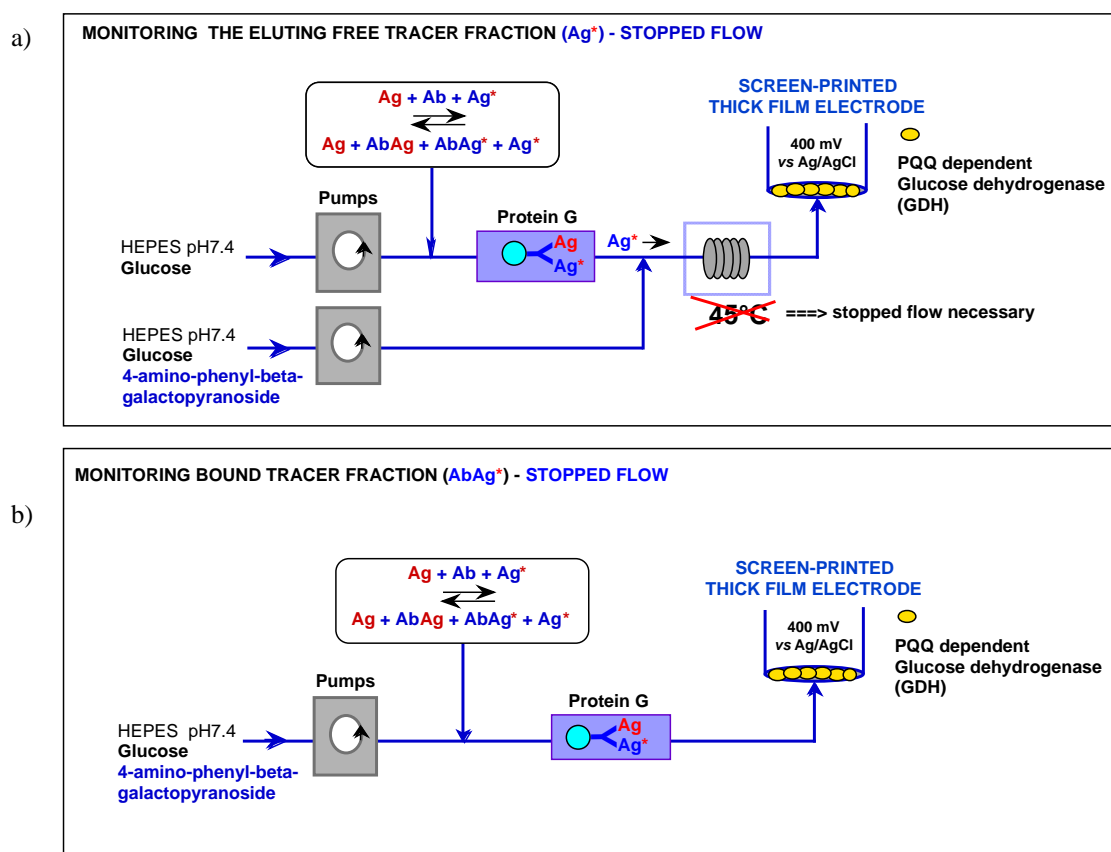 a)
MONITORING THE ELUTING FREE TRACER FRACTION (Ag*) - STOPPED FLOW
Ag + Ab + Ag*
Ag + AbAg + AbAg* + Ag*
SCREEN-PRINTED
THICK FILM ELECTRODE
400 mV
vs Ag/AgCl
PQQ dependent
Glucose dehydrogenase
(GDH)
Pumps
Protein G
Ag
Ag*
Ag*
HEPES pH7.4
Glucose
45°C
===> stopped flow necessary
HEPES pH7.4
Glucose
4-amino-phenyl-beta-
galactopyranoside
b)
MONITORING BOUND TRACER FRACTION (AbAg*) - STOPPED FLOW
Ag + Ab + Ag*
Ag + AbAg + AbAg* + Ag*
SCREEN-PRINTED
THICK FILM ELECTRODE
400 mV
vs Ag/AgCl
PQQ dependent
Glucose dehydrogenase
(GDH)
Pumps
Protein G
Ag
Ag*
HEPES pH7.4
Glucose
4-amino-phenyl-beta-
galactopyranoside